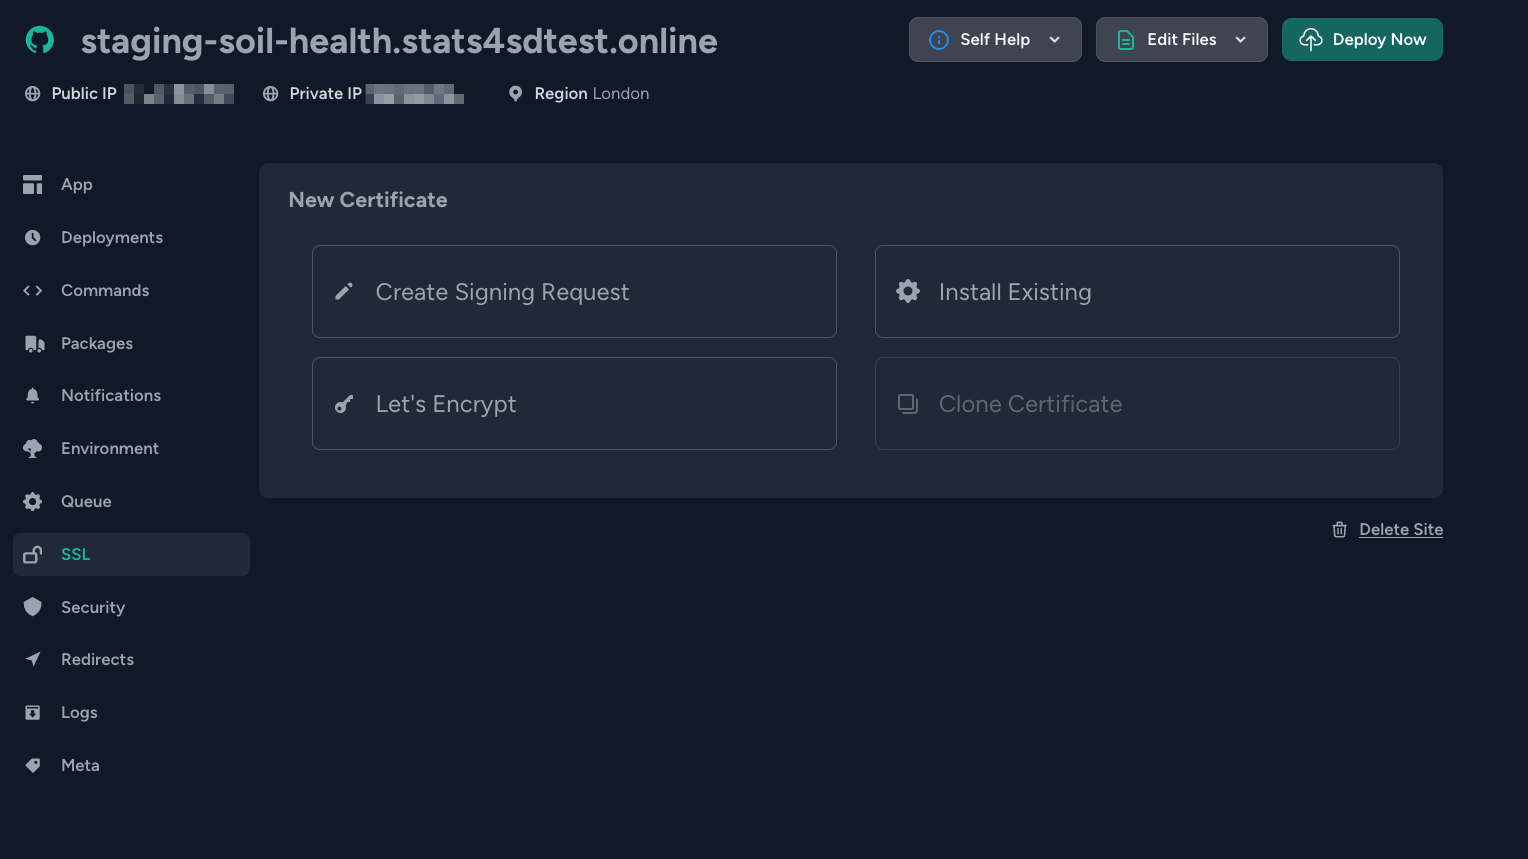 staging-soil-health.stats4sdtest.online
Self Help
Edit Files
Deploy Now
Public IP
Private IP
Region London
App
Deployments
Commands
Packages
Notifications
Environment
Queue
SSL
Security
Redirects
Logs
Meta
New Certificate
Create Signing Request
Install Existing
Let's Encrypt
Clone Certificate
Delete Site